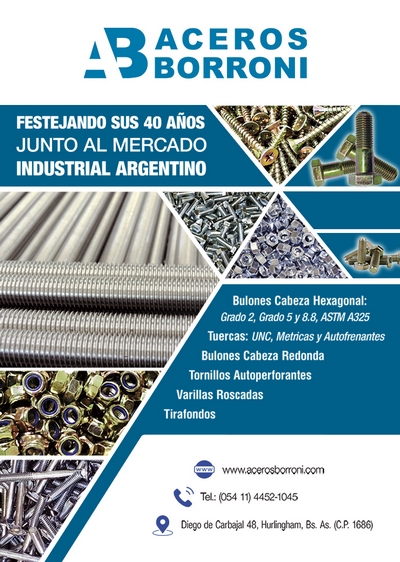 AB ACEROS
BORRONI
FESTEJANDO SUS 40 AÑOS
JUNTO AL MERCADO
INDUSTRIAL ARGENTINO
Bulones Cabeza Hexagonal:
Grado 2, Grado 5 y 8.8, ASTM A325
Tuercas: UNC, Metricas y Autofrenantes
Bulones Cabeza Redonda
Tornillos Autoperforantes
Varillas Roscadas
Tirafondos
www.acerosborroni.com
Tel.: (054 11) 4452-1045
Diego de Carbajal 48, Hurlingham, Bs. As. (C.P. 1686)